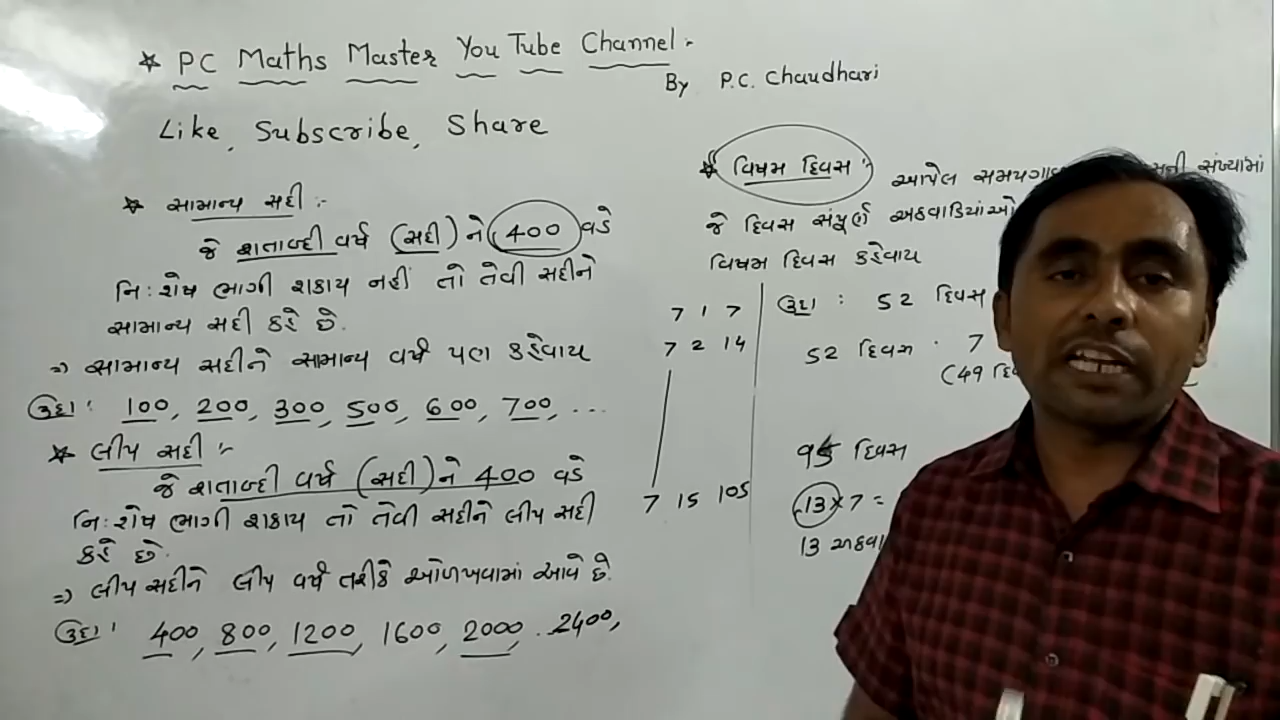 * PC Maths Master You Tube Channel :-
By P.C. Chaudhari
Like, Subscribe, Share
* સામાન્ય સદી :-
જે શતાબ્દી વર્ષ (સદી) ને 400 વડે
નિઃશેષ ભાગી શકાય નહીં તો તેવી સદીને
સામાન્ય સદી કહે છે.
=> સામાન્ય સદીને સામાન્ય વર્ષ પણ કહેવાય
ઉદા : 100, 200, 300, 500, 600, 700, ...
* લીપ સદી :-
જે શતાબ્દી વર્ષ (સદી) ને 400 વડે
નિઃશેષ ભાગી શકાય તો તેવી સદીને લીપ સદી
કહે છે.
=> લીપ સદીને લીપ વર્ષ તરીકે ઓળખવામાં આવે છે.
ઉદા : 400, 800, 1200, 1600, 2000, 2400,
* વિષમ દિવસ :- આપેલ સંખ્યામાં
જે દિવસ સંપૂર્ણ અઠવાડિયાઓ
વિષમ દિવસ કહેવાય
7 1 7
7 2 14
7 15 105
ઉદા : 52 દિવસ
52 દિવસ 7
(49
દિવસ
13 × 7 =
13